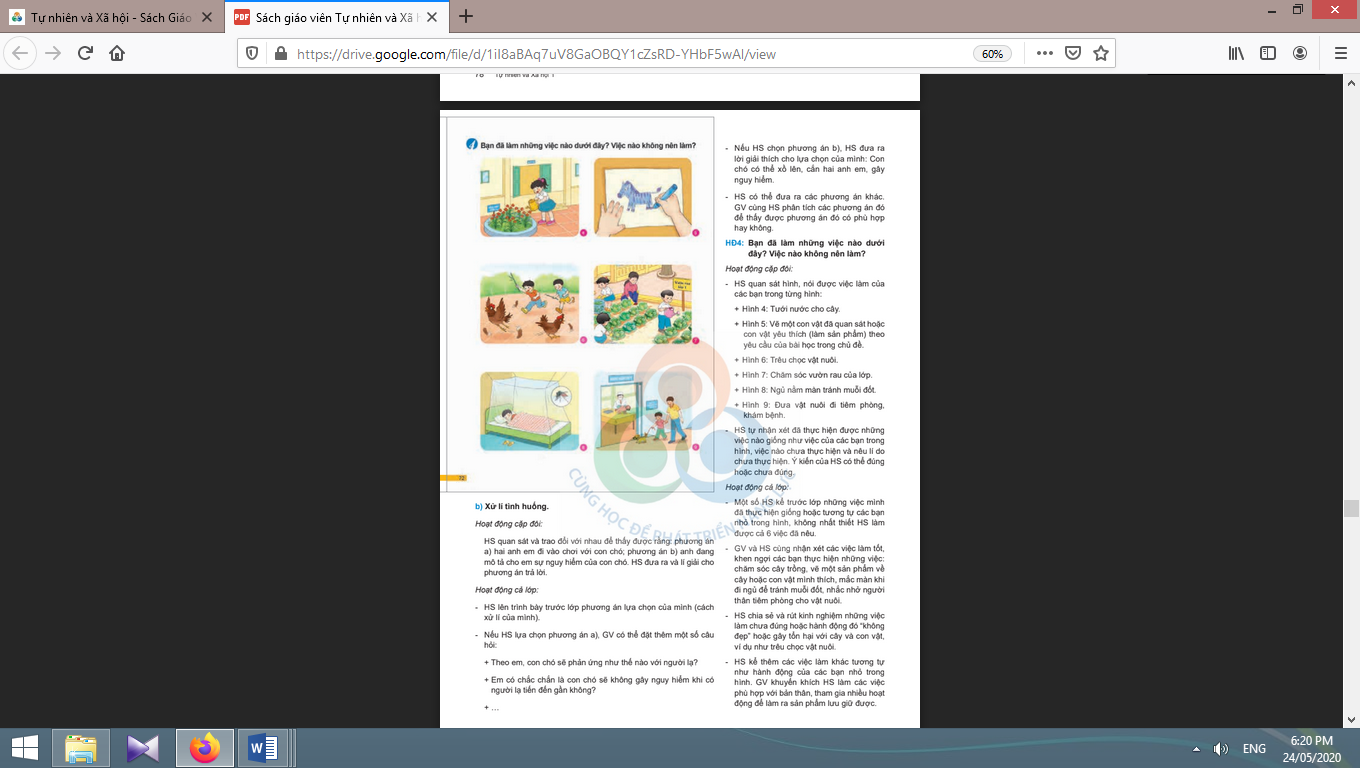 Tự nhiên và Xã hội - Sách Giáo
Sách giáo viên Tự nhiên và Xã h
https://drive.google.com/file/d/1iI8aBAq7uV8GaOBQY1cZsRD-YHbF5wAl/view
60%
78 Tự nhiên và Xã hội 1
4 Bạn đã làm những việc nào dưới đây? Việc nào không nên làm?
4
5
6
7
8
9
72
b) Xử lí tình huống.
Hoạt động cặp đôi:
HS quan sát và trao đổi với nhau để thấy được rằng: phương án
a) hai anh em đi vào chơi với con chó; phương án b) anh đang
mô tả cho em sự nguy hiểm của con chó. HS đưa ra và lí giải cho
phương án trả lời.
Hoạt động cả lớp:
- HS lên trình bày trước lớp phương án lựa chọn của mình (cách
xử lí của mình).
- Nếu HS lựa chọn phương án a), GV có thể đặt thêm một số câu
hỏi:
+ Theo em, con chó sẽ phản ứng như thế nào với người lạ?
+ Em có chắc chắn là con chó sẽ không gây nguy hiểm khi có
người lạ tiến đến gần không?
+ ...
- Nếu HS chọn phương án b), HS đưa ra
lời giải thích cho lựa chọn của mình: Con
chó có thể xồ lên, cắn hai anh em, gây
nguy hiểm.
- HS có thể đưa ra các phương án khác.
GV cùng HS phân tích các phương án đó
để thấy được phương án đó có phù hợp
hay không.
HĐ4: Bạn đã làm những việc nào dưới
đây? Việc nào không nên làm?
Hoạt động cặp đôi:
- HS quan sát hình, nói được việc làm của
các bạn trong từng hình:
+ Hình 4: Tưới nước cho cây.
+ Hình 5: Vẽ một con vật đã quan sát hoặc
con vật yêu thích (làm sản phẩm) theo
yêu cầu của bài học trong chủ đề.
+ Hình 6: Trêu chọc vật nuôi.
+ Hình 7: Chăm sóc vườn rau của lớp.
+ Hình 8: Ngủ nằm màn tránh muỗi đốt.
+ Hình 9: Đưa vật nuôi đi tiêm phòng,
khám bệnh.
- HS tự nhận xét đã thực hiện được những
việc nào giống như việc của các bạn trong
hình, việc nào chưa thực hiện và nêu lí do
chưa thực hiện. Ý kiến của HS có thể đúng
hoặc chưa đúng.
Hoạt động cả lớp:
- Một số HS kể trước lớp những việc mình
đã thực hiện giống hoặc tương tự các bạn
nhỏ trong hình, không nhất thiết HS làm
được cả 6 việc đã nêu.
- GV và HS cùng nhận xét các việc làm tốt,
khen ngợi các bạn thực hiện những việc:
chăm sóc cây trồng, vẽ một sản phẩm về
cây hoặc con vật mình thích, mắc màn khi
đi ngủ để tránh muỗi đốt, nhắc nhở người
thân tiêm phòng cho vật nuôi.
- HS chia sẻ và rút kinh nghiệm những việc
làm chưa đúng hoặc hành động đó "không
đẹp" hoặc gây tổn hại với cây và con vật,
ví dụ như trêu chọc vật nuôi.
- HS kể thêm các việc làm khác tương tự
như hành động của các bạn nhỏ trong
hình. GV khuyến khích HS làm các việc
phù hợp với bản thân, tham gia nhiều hoạt
động để làm ra sản phẩm lưu giữ được.
CÙNG HỌC ĐỂ PHÁT TRIỂN NĂNG LỰC
ENG
6:20 PM
24/05/2020